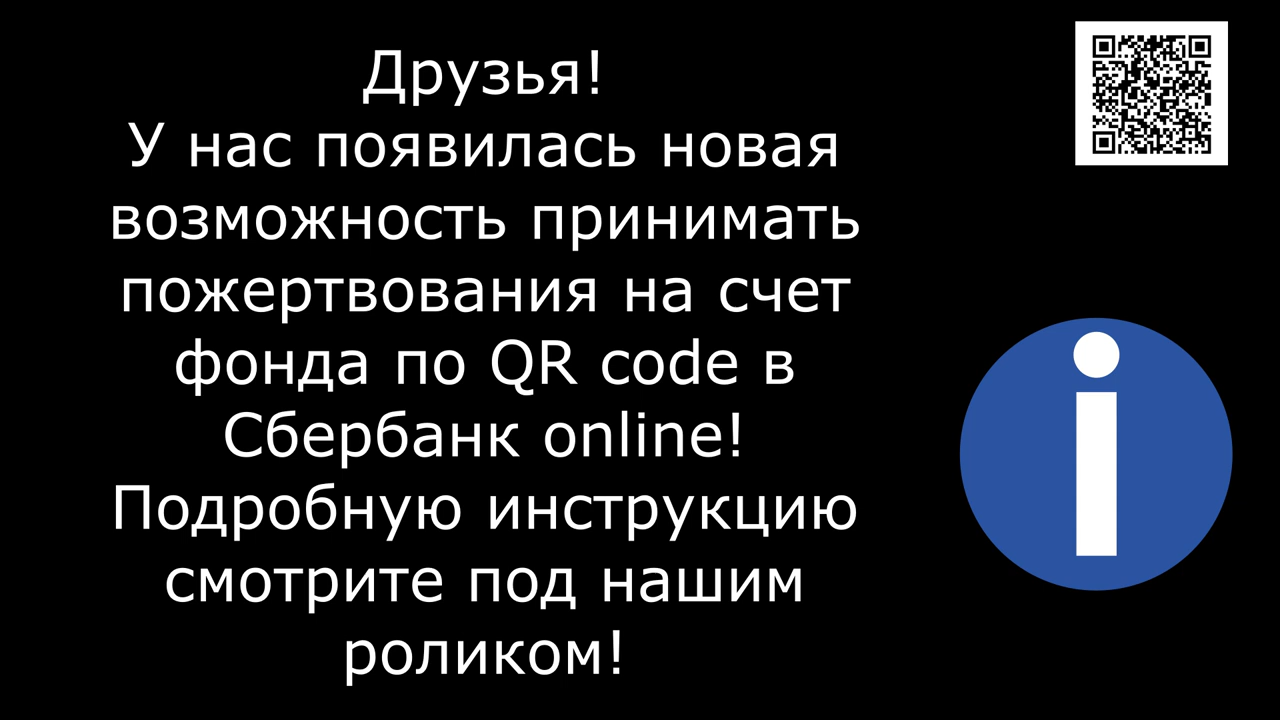 Друзья!
У нас появилась новая
возможность принимать
пожертвования на счет
фонда по QR code в
Сбербанк online!
Подробную инструкцию
смотрите под нашим
роликом!
i